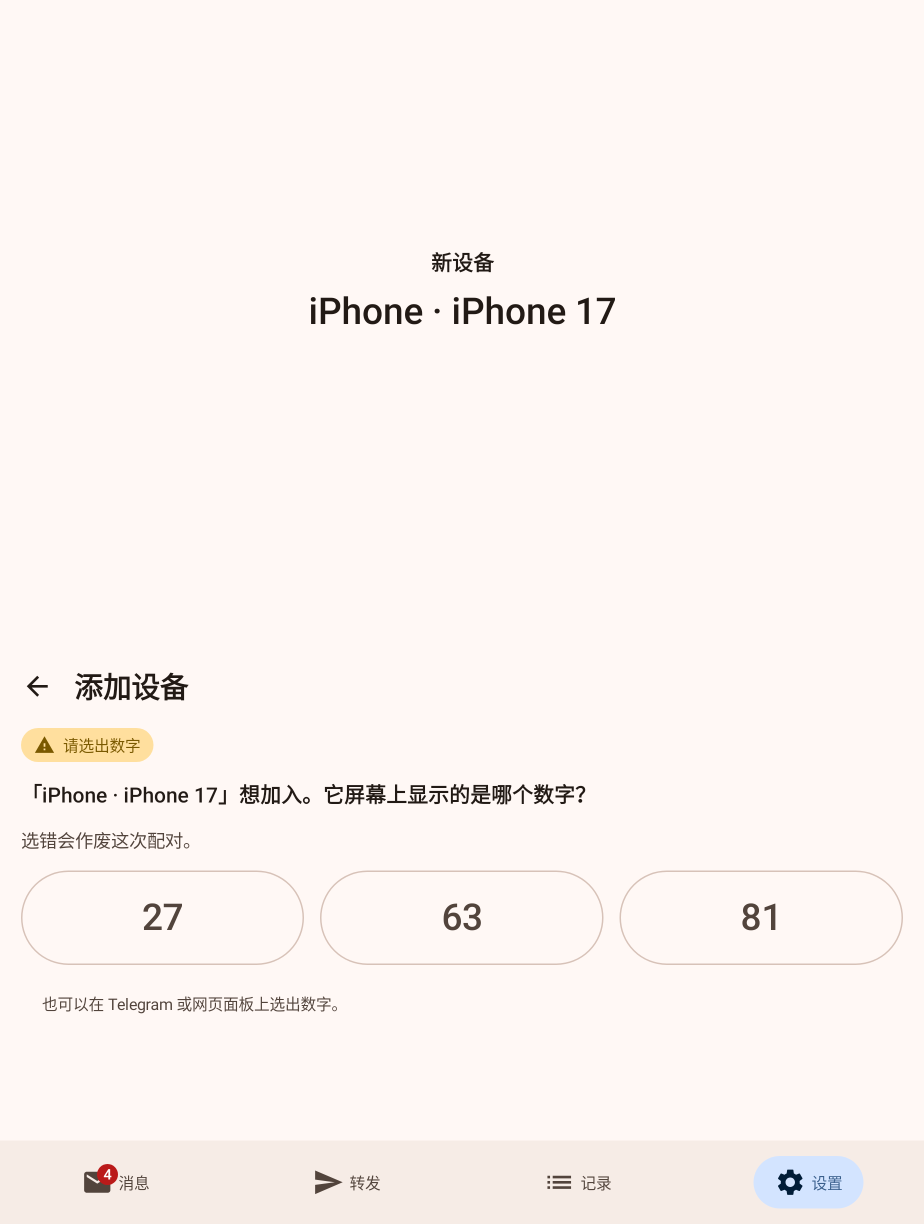 新设备
iPhone · iPhone 17
添加设备
请选出数字
「iPhone · iPhone 17」想加入。它屏幕上显示的是哪个数字？
选错会作废这次配对。
27
63
81
也可以在 Telegram 或网页面板上选出数字。
4
消息
转发
记录
设置